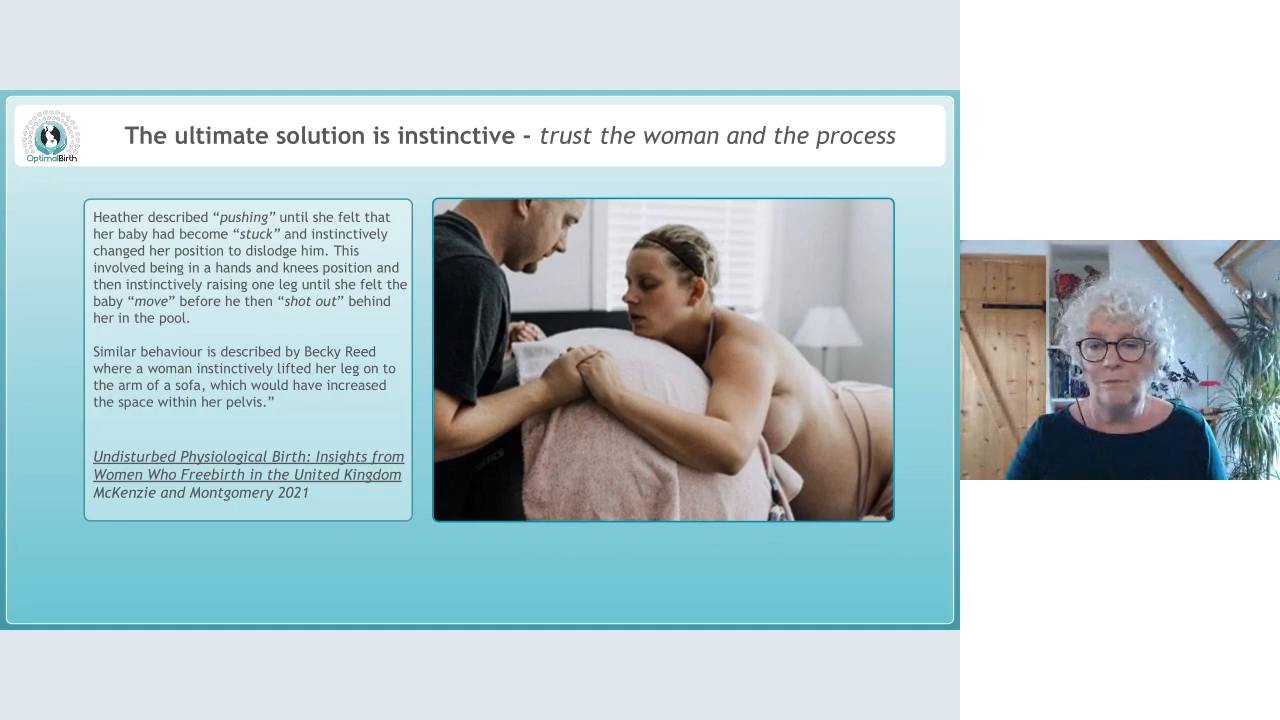 OptimalBirth
The ultimate solution is instinctive - trust the woman and the process
Heather described “pushing” until she felt that
her baby had become “stuck” and instinctively
changed her position to dislodge him. This
involved being in a hands and knees position and
then instinctively raising one leg until she felt the
baby “move” before he then “shot out” behind
her in the pool.
Similar behaviour is described by Becky Reed
where a woman instinctively lifted her leg on to
the arm of a sofa, which would have increased
the space within her pelvis.”
Undisturbed Physiological Birth: Insights from
Women Who Freebirth in the United Kingdom
McKenzie and Montgomery 2021